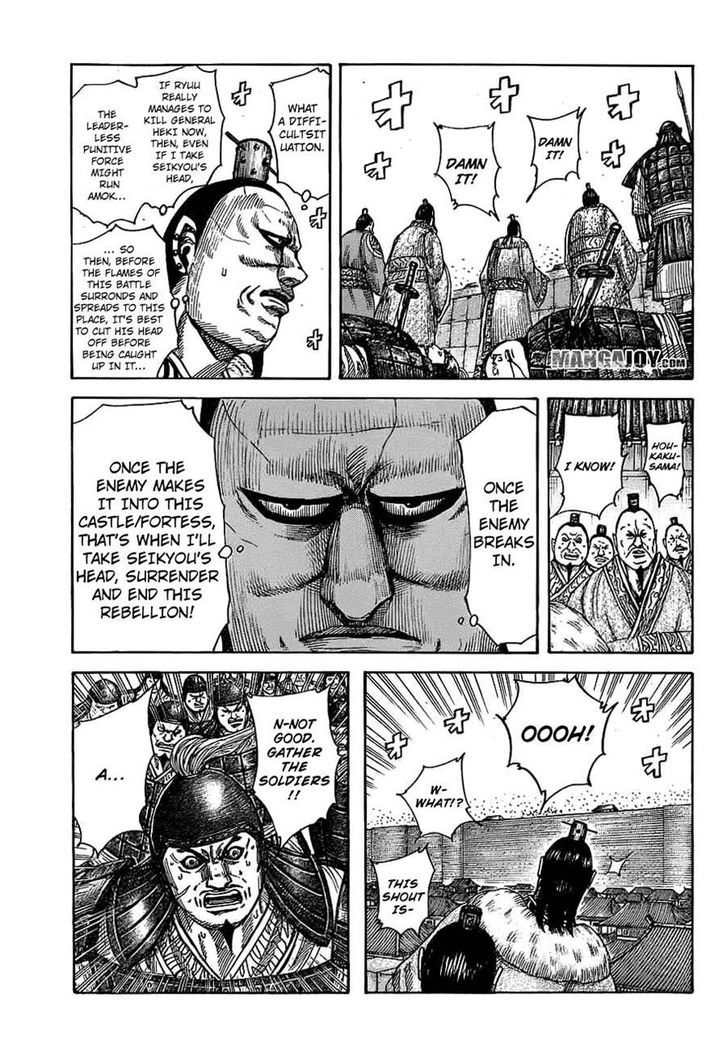 DAMN
IT!
DAMN
IT!
MANGAJOY.COM
WHAT
A
DIFFI-
CULTSIT
UATION.
IF RYUU
REALLY
MANAGES TO
KILL GENERAL
HEKI NOW,
THEN, EVEN
IF I TAKE
SEIKYOU'S
HEAD,
THE
LEADER-
LESS
PUNITIVE
FORCE
MIGHT
RUN
AMOK...
... SO
THEN, BEFORE
THE FLAMES OF
THIS BATTLE
SURRONDS AND
SPREADS TO THIS
PLACE, IT'S BEST
TO CUT HIS HEAD
OFF BEFORE
BEING CAUGHT
UP IN IT...
HOU-
KAKU-
SAMA!
I KNOW!
ONCE
THE
ENEMY
BREAKS
IN.
ONCE THE
ENEMY MAKES
IT INTO THIS
CASTLE/FORTESS,
THAT'S WHEN I'LL
TAKE SEIKYOU'S
HEAD, SURRENDER
AND END THIS
REBELLION!
OOOH!
W-
WHAT!?
THIS
SHOUT
IS-
N-NOT
GOOD.
GATHER
THE
SOLDIERS
!!
A...